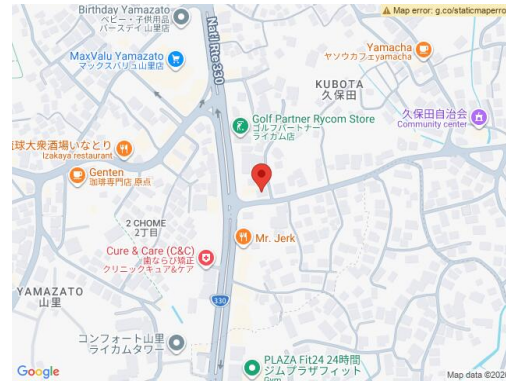 Map error: g.co/staticmaperro
Birthday Yamazato
ベビー・子供用品
バースデイ 山里店
Nat'l Rte 330
MaxValu Yamazato
マックスバリュ山里店
Yamacha
ヤソウカフェyamacha
KUBOTA
久保田
Golf Partner Rycom Store
ゴルフパートナー
ライカム店
久保田自治会
Community center
球大衆酒場いなとり
Izakaya restaurant
Genten
珈琲専門店 原点
2 CHOME
2丁目
Mr. Jerk
Cure & Care (C&C)
歯ならび矯正
クリニックキュア&ケア
YAMAZATO
山里
330
コンフォート山里
ライカムタワー
PLAZA Fit24 24時間
ジムプラザフィット
Gym
Google
Map data ©2026